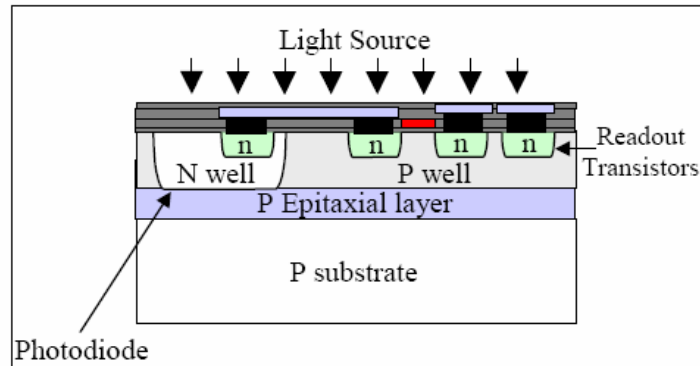 Light Source
n n n n
Readout
Transistors
N well P well
P Epitaxial layer
P substrate
Photodiode